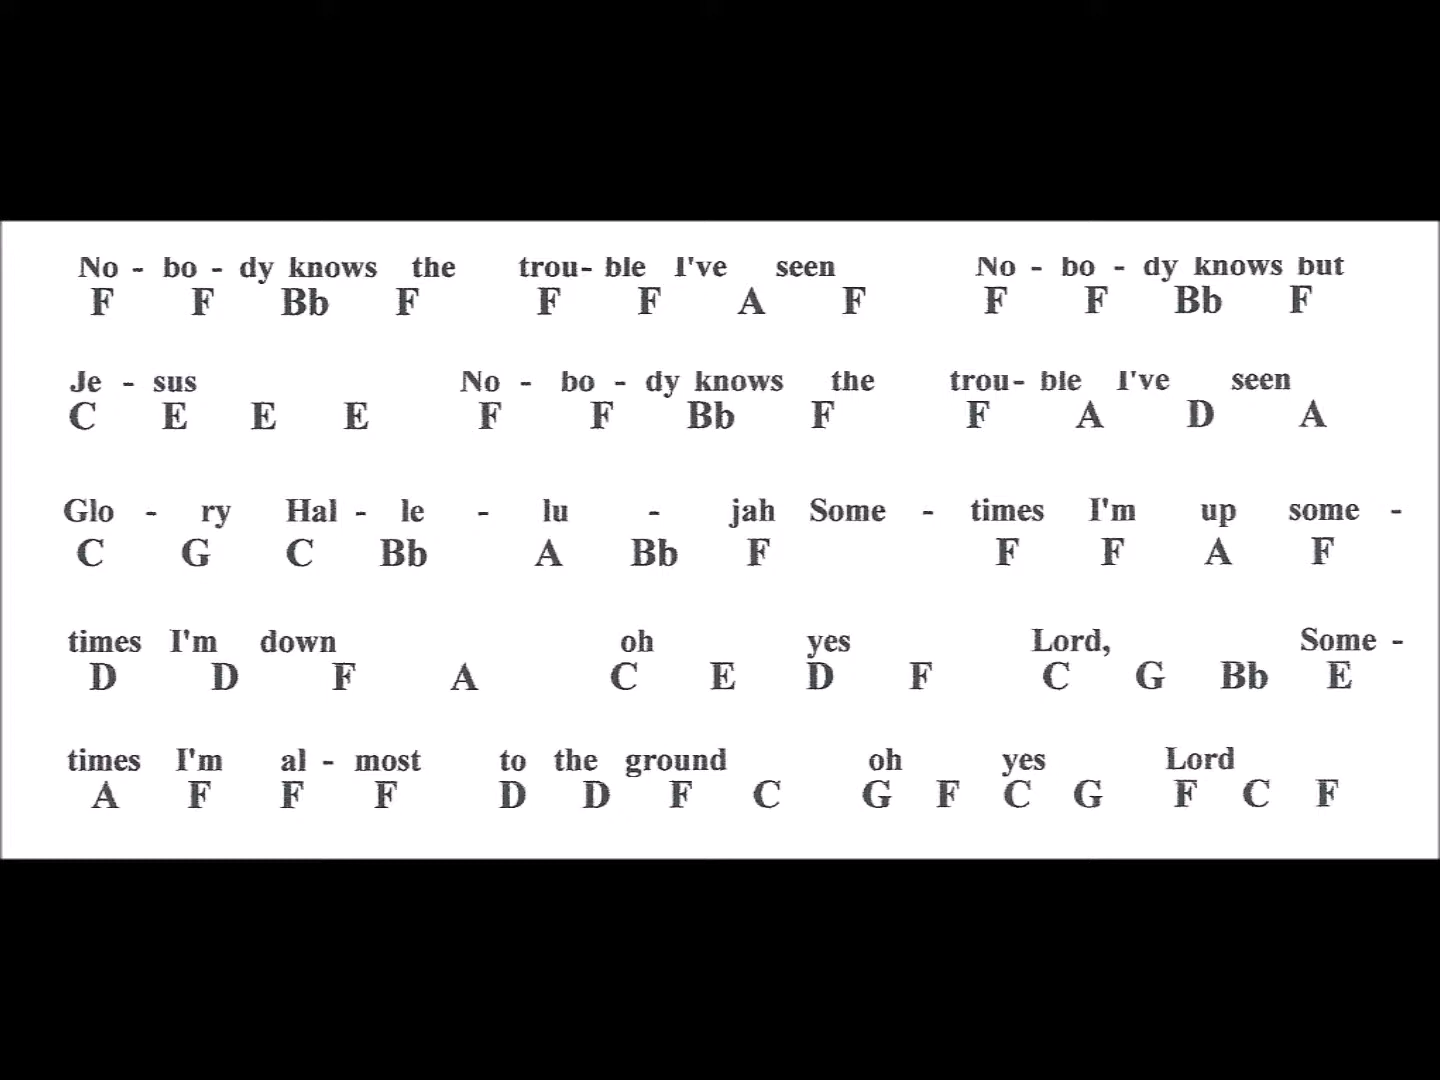 No - bo - dy knows the trou- ble I've seen No - bo - dy knows but
F F Bb F F F A F F F Bb F
Je - sus No - bo - dy knows the trou- ble I've seen
C E E E F F Bb F F A D A
Glo - ry Hal - le - lu - jah Some - times I'm up some -
C G C Bb A Bb F F F A F
times I'm down oh yes Lord, Some -
D D F A C E D F C G Bb E
times I'm al - most to the ground oh yes Lord
A F F F D D F C G F C G F C F